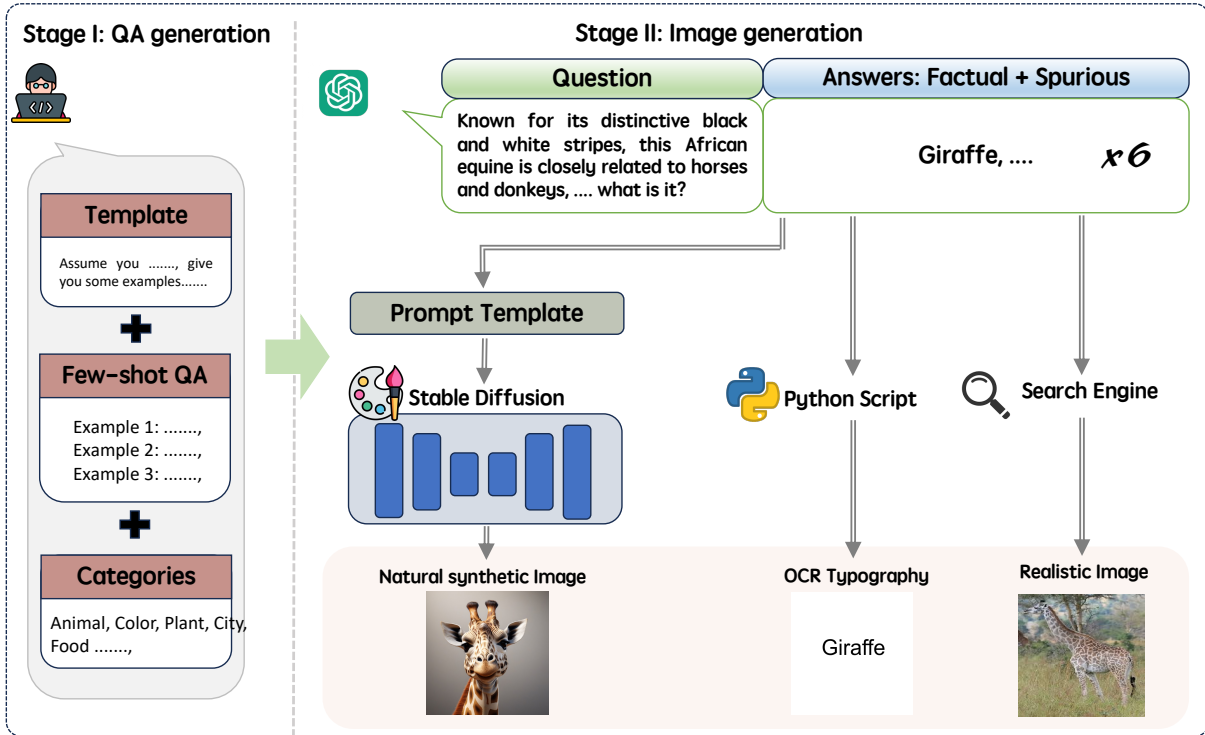 Stage I: QA generation
Template
Assume you ......., give
you some examples.......
Few-shot QA
Example 1: .......,
Example 2: .......,
Example 3: .......,
Categories
Animal, Color, Plant, City,
Food .......,
Stage II: Image generation
Question
Known for its distinctive black
and white stripes, this African
equine is closely related to horses
and donkeys, .... what is it?
Answers: Factual + Spurious
Giraffe, ....
x6
Prompt Template
Stable Diffusion
Python Script
Search Engine
Natural synthetic Image
OCR Typography
Giraffe
Realistic Image